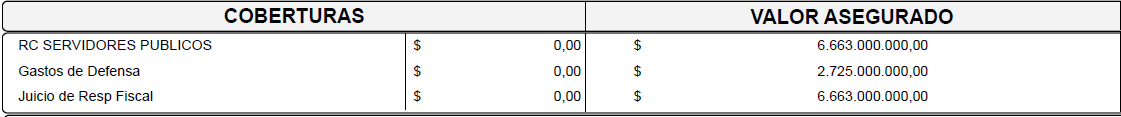 COBERTURAS VALOR ASEGURADO
RC SERVIDORES PUBLICOS $ 0,00 $ 6.663.000.000,00
Gastos de Defensa $ 0,00 $ 2.725.000.000,00
Juicio de Resp Fiscal $ 0,00 $ 6.663.000.000,00